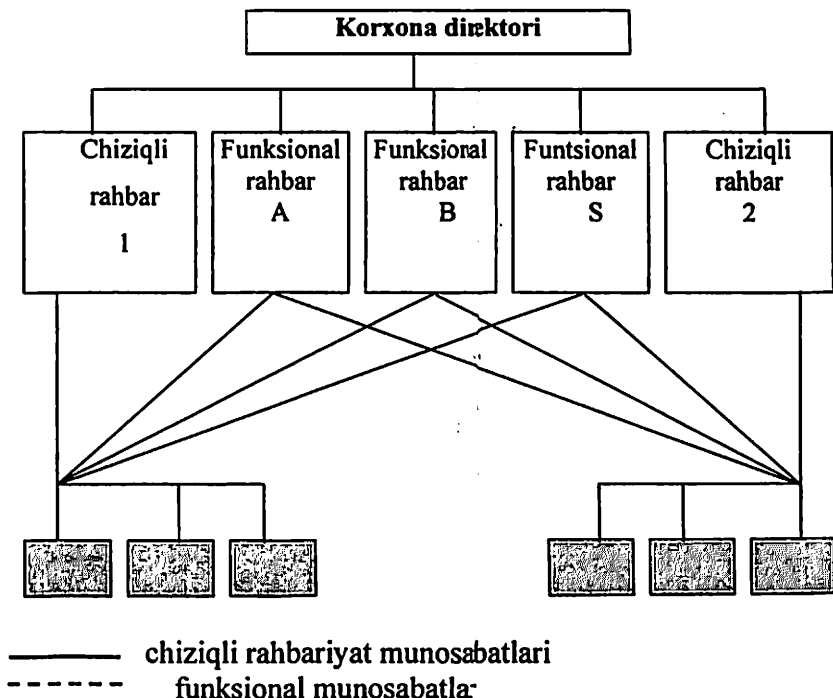 Korxona direktori
Chiziqli
rahbar
1
Funksional
rahbar
A
Funksional
rahbar
B
Funtsional
rahbar
S
Chiziqli
rahbar
2
chiziqli rahbariyat munosabatlari
funksional munosabatla